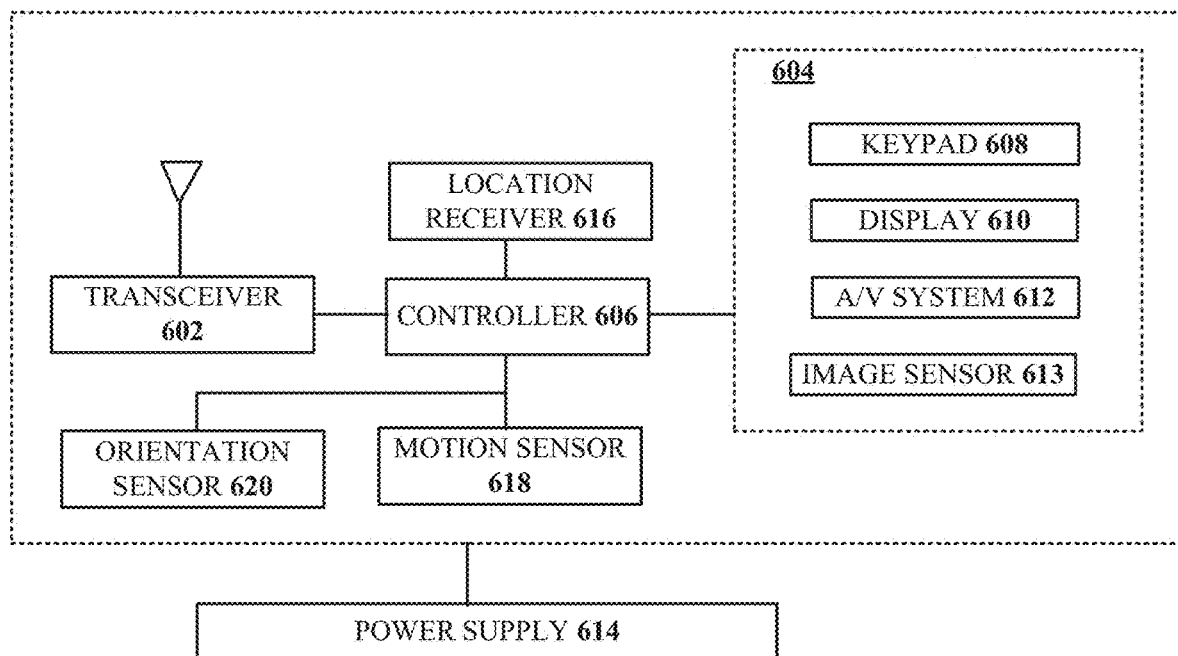 604
KEYPAD 608
LOCATION
RECEIVER 616
DISPLAY 610
TRANSCEIVER
602
CONTROLLER 606
A/V SYSTEM 612
IMAGE SENSOR 613
ORIENTATION
SENSOR 620
MOTION SENSOR
618
POWER SUPPLY 614